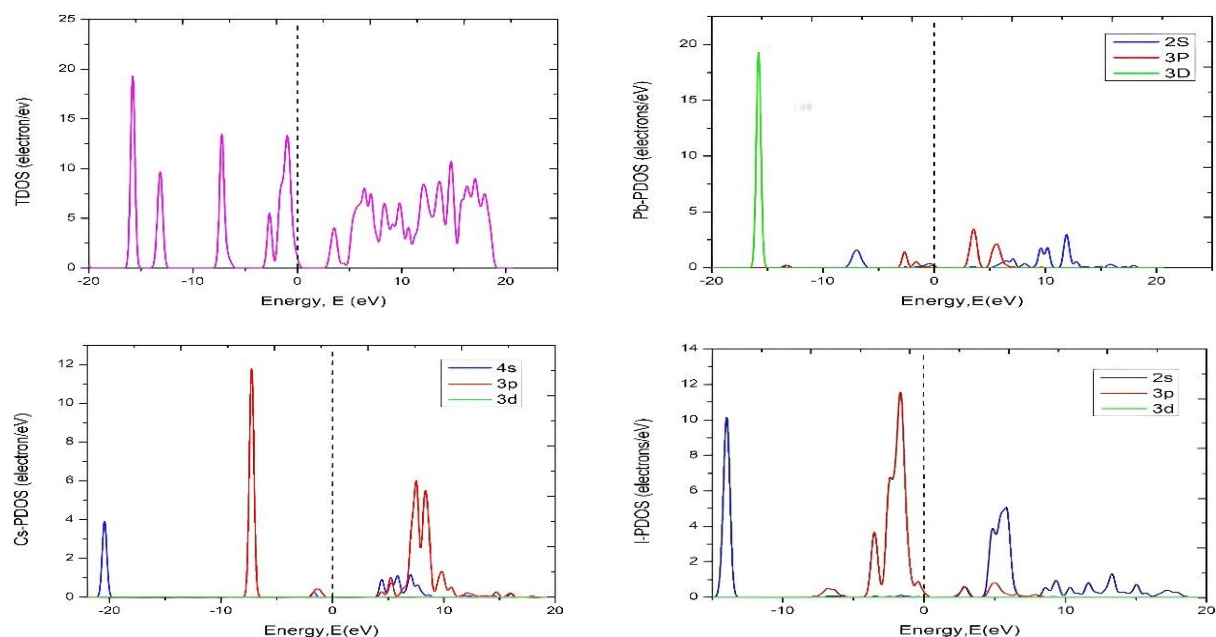 TDOS (electron/ev)
25
20
15
10
5
0
-20
-10
0
10
20
Energy, E (eV)
Pb-PDOS (electrons/eV)
20
15
10
5
0
-20
-10
0
10
20
Energy,E(eV)
2S
3P
3D
Cs-PDOS (electron/eV)
12
10
8
6
4
2
0
-20
-10
0
10
20
Energy,E(eV)
4s
3p
3d
I-PDOS (electrons/eV)
14
12
10
8
6
4
2
0
-10
0
10
20
Energy,E(eV)
2s
3p
3d